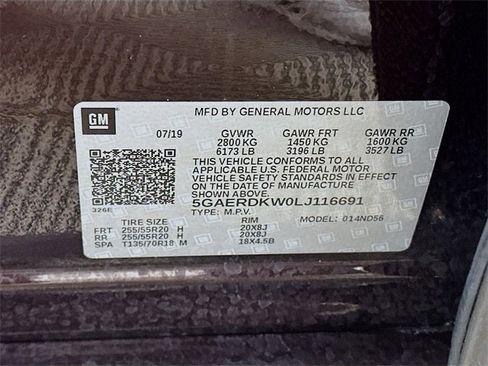 MFD BY GENERAL MOTORS LLC
GM
07/19 GVWR GAWR FRT GAWR RR
2800 KG 1450 KG 1600 KG
6173 LB 3196 LB 3527 LB
THIS VEHICLE CONFORMS TO ALL
APPLICABLE U.S. FEDERAL MOTOR
VEHICLE SAFETY STANDARDS IN
EFFECT ON THE DATE OF MANUFACTURE
SHOWN ABOVE.
5GAERDKW0LJ116691
326E
TYPE: M.P.V. MODEL: 014ND56
TIRE SIZE RIM
FRT 255/55R20 H 20X8J
RR 255/55R20 H 20X8J
SPA T135/70R18 M 18X4.5B